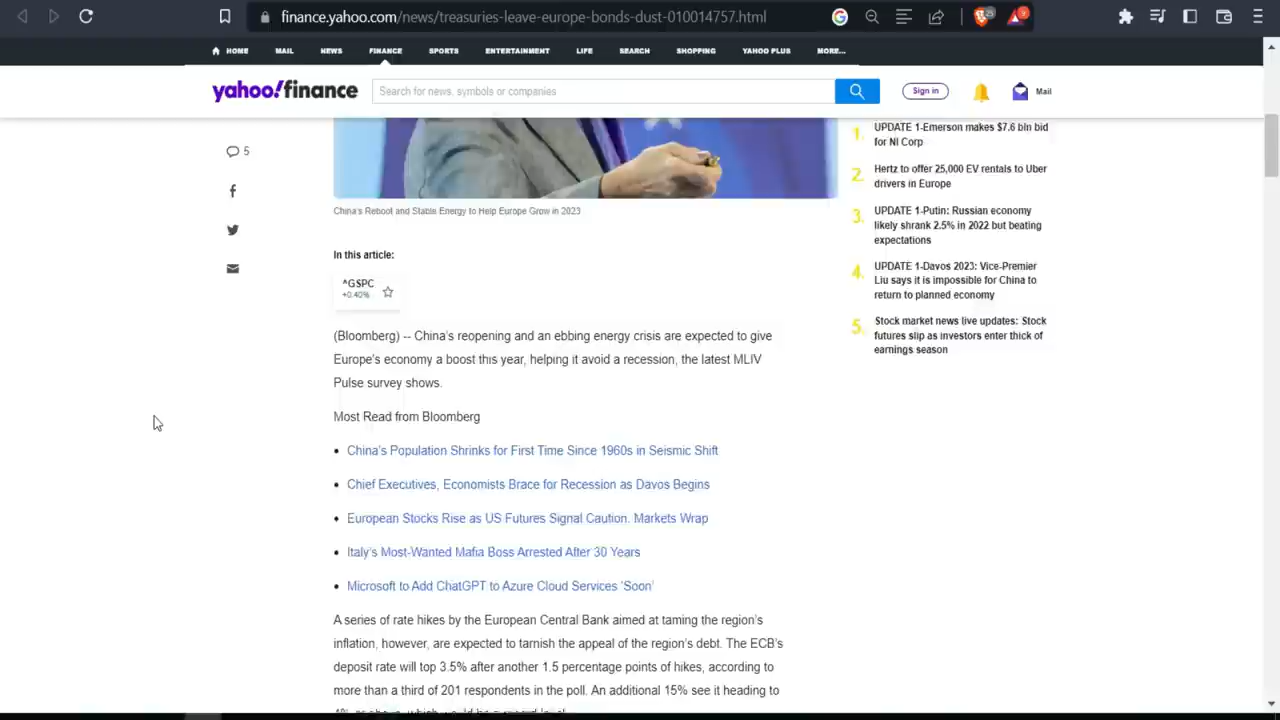 finance.yahoo.com/news/treasuries-leave-europe-bonds-dust-010014757.html
HOME MAIL NEWS FINANCE SPORTS ENTERTAINMENT LIFE SEARCH SHOPPING YAHOO PLUS MORE...
yahoo!finance
Search for news, symbols or companies
Sign in
Mail
5
China's Reboot and Stable Energy to Help Europe Grow in 2023
In this article:
^GSPC
+0.40%
(Bloomberg) -- China's reopening and an ebbing energy crisis are expected to give
Europe's economy a boost this year, helping it avoid a recession, the latest MLIV
Pulse survey shows.
Most Read from Bloomberg
• China's Population Shrinks for First Time Since 1960s in Seismic Shift
• Chief Executives, Economists Brace for Recession as Davos Begins
• European Stocks Rise as US Futures Signal Caution. Markets Wrap
• Italy's Most-Wanted Mafia Boss Arrested After 30 Years
• Microsoft to Add ChatGPT to Azure Cloud Services 'Soon'
A series of rate hikes by the European Central Bank aimed at taming the region's
inflation, however, are expected to tarnish the appeal of the region's debt. The ECB's
deposit rate will top 3.5% after another 1.5 percentage points of hikes, according to
more than a third of 201 respondents in the poll. An additional 15% see it heading to
1. UPDATE 1-Emerson makes $7.6 bln bid
for NI Corp
2. Hertz to offer 25,000 EV rentals to Uber
drivers in Europe
3. UPDATE 1-Putin: Russian economy
likely shrank 2.5% in 2022 but beating
expectations
4. UPDATE 1-Davos 2023: Vice-Premier
Liu says it is impossible for China to
return to planned economy
5. Stock market news live updates: Stock
futures slip as investors enter thick of
earnings season